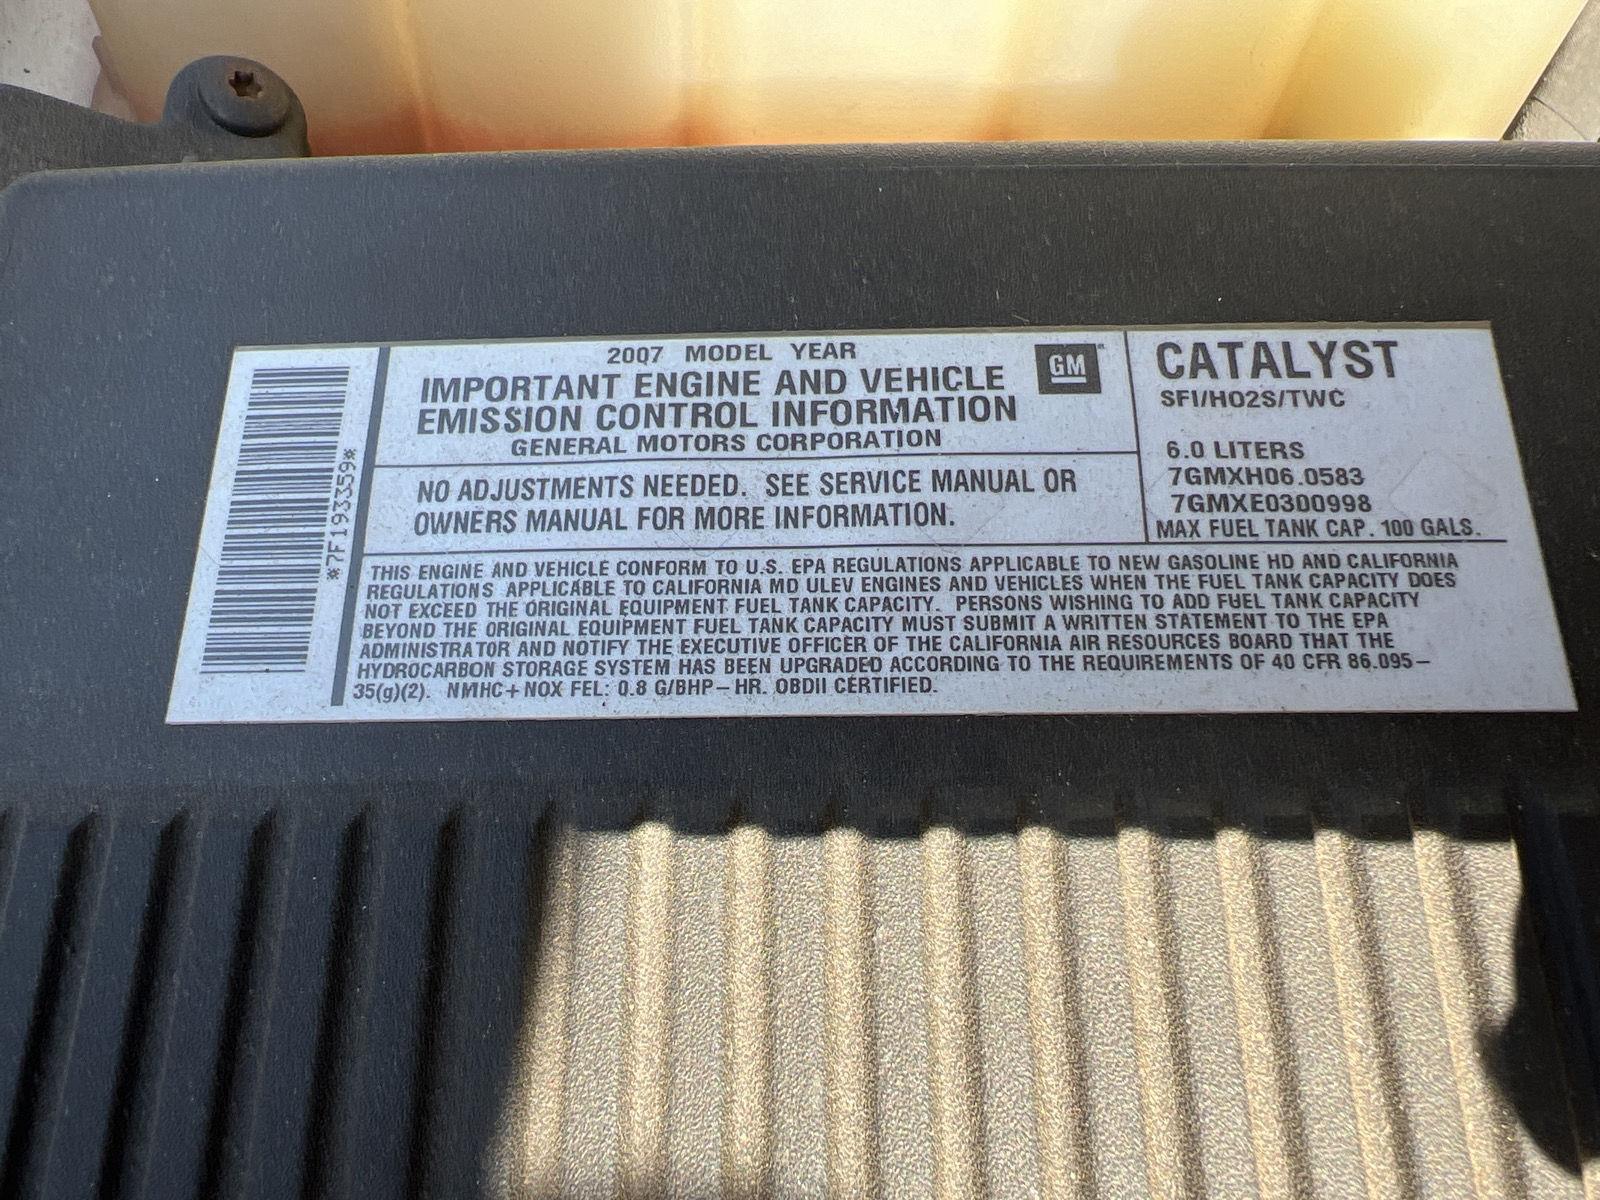 2007 MODEL YEAR
IMPORTANT ENGINE AND VEHICLE
EMISSION CONTROL INFORMATION
GENERAL MOTORS CORPORATION
GM
CATALYST
SFI/HO2S/TWC
6.0 LITERS
7GMXH06.0583
7GMXE0300998
MAX FUEL TANK CAP. 100 GALS.
*7F193359*
NO ADJUSTMENTS NEEDED. SEE SERVICE MANUAL OR
OWNERS MANUAL FOR MORE INFORMATION.
THIS ENGINE AND VEHICLE CONFORM TO U.S. EPA REGULATIONS APPLICABLE TO NEW GASOLINE HD AND CALIFORNIA
REGULATIONS APPLICABLE TO CALIFORNIA MD ULEV ENGINES AND VEHICLES WHEN THE FUEL TANK CAPACITY DOES
NOT EXCEED THE ORIGINAL EQUIPMENT FUEL TANK CAPACITY. PERSONS WISHING TO ADD FUEL TANK CAPACITY
BEYOND THE ORIGINAL EQUIPMENT FUEL TANK CAPACITY MUST SUBMIT A WRITTEN STATEMENT TO THE EPA
ADMINISTRATOR AND NOTIFY THE EXECUTIVE OFFICER OF THE CALIFORNIA AIR RESOURCES BOARD THAT THE
HYDROCARBON STORAGE SYSTEM HAS BEEN UPGRADED ACCORDING TO THE REQUIREMENTS OF 40 CFR 86.095–
35(g)(2). NMHC+NOX FEL: 0.8 G/BHP–HR. OBDII CERTIFIED.